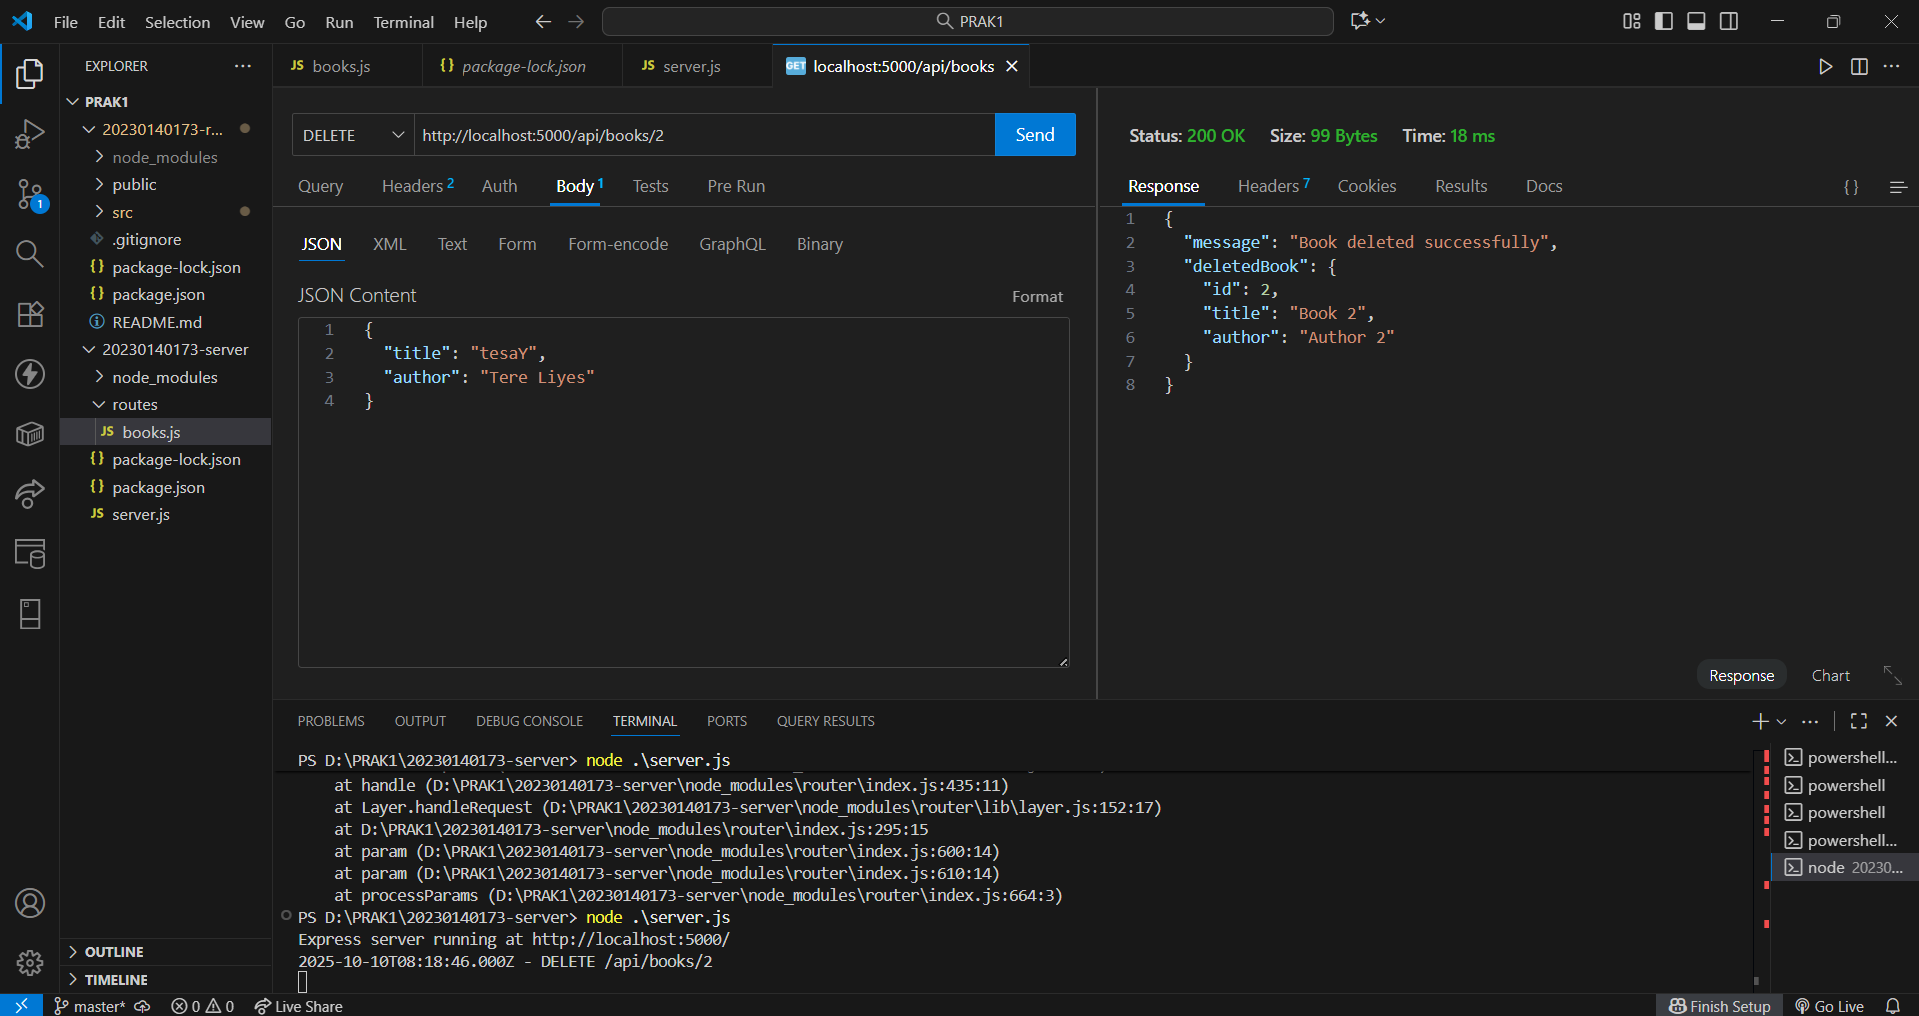 File Edit Selection View Go Run Terminal Help
PRAK1
EXPLORER
PRAK1
20230140173-r...
node_modules
public
src
.gitignore
package-lock.json
package.json
README.md
20230140173-server
node_modules
routes
JS books.js
package-lock.json
package.json
JS server.js
OUTLINE
TIMELINE
1
JS books.js
{} package-lock.json
JS server.js
GET localhost:5000/api/books
DELETE http://localhost:5000/api/books/2 Send
Query Headers 2 Auth Body 1 Tests Pre Run
JSON XML Text Form Form-encode GraphQL Binary
JSON Content Format
1 {
2 "title": "tesaY",
3 "author": "Tere Liyes"
4 }
Status: 200 OK Size: 99 Bytes Time: 18 ms
Response Headers 7 Cookies Results Docs {}
1 {
2 "message": "Book deleted successfully",
3 "deletedBook": {
4 "id": 2,
5 "title": "Book 2",
6 "author": "Author 2"
7 }
8 }
Response Chart
PROBLEMS OUTPUT DEBUG CONSOLE TERMINAL PORTS QUERY RESULTS
PS D:\PRAK1\20230140173-server> node .\server.js
at handle (D:\PRAK1\20230140173-server\node_modules\router\index.js:435:11)
at Layer.handleRequest (D:\PRAK1\20230140173-server\node_modules\router\lib\layer.js:152:17)
at D:\PRAK1\20230140173-server\node_modules\router\index.js:295:15
at param (D:\PRAK1\20230140173-server\node_modules\router\index.js:600:14)
at param (D:\PRAK1\20230140173-server\node_modules\router\index.js:610:14)
at processParams (D:\PRAK1\20230140173-server\node_modules\router\index.js:664:3)
PS D:\PRAK1\20230140173-server> node .\server.js
Express server running at http://localhost:5000/
2025-10-10T08:18:46.000Z - DELETE /api/books/2
powershell...
powershell
powershell
powershell...
node 20230...
master* 0 0 Live Share
Finish Setup Go Live